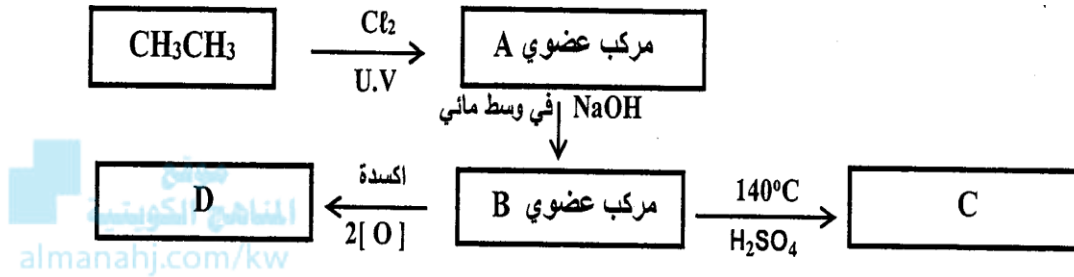 CH₃CH₃
Cℓ₂
U.V
مركب عضوي A
في وسط مائي
NaOH
D
اكسدة
2[ O ]
مركب عضوي B
140ºC
H₂SO₄
C
موقع
المناهج الكويتية
almanahj.com/kw